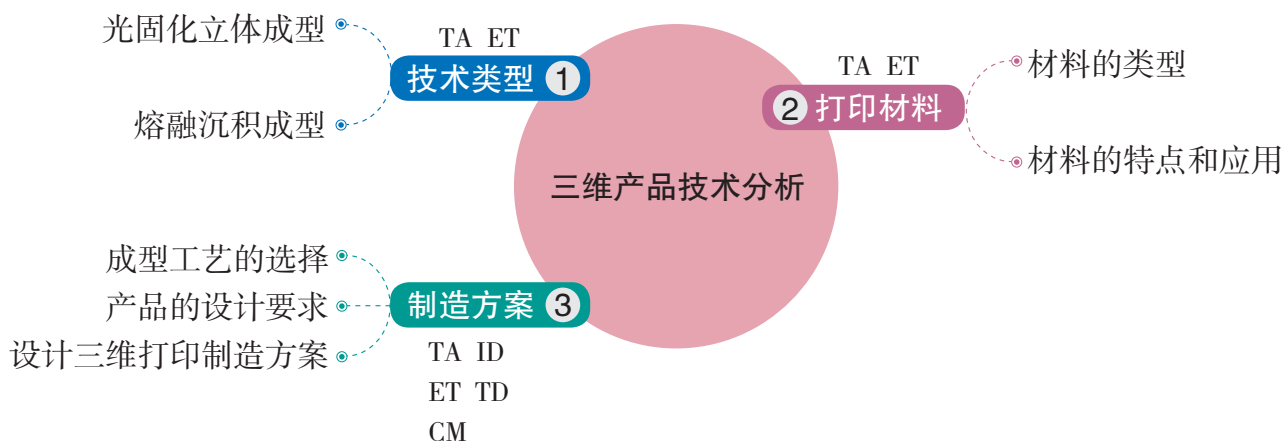 光固化立体成型
熔融沉积成型
TA ET
技术类型 1
TA ET
2 打印材料
材料的类型
材料的特点和应用
三维产品技术分析
成型工艺的选择
产品的设计要求
设计三维打印制造方案
制造方案 3
TA ID
ET TD
CM